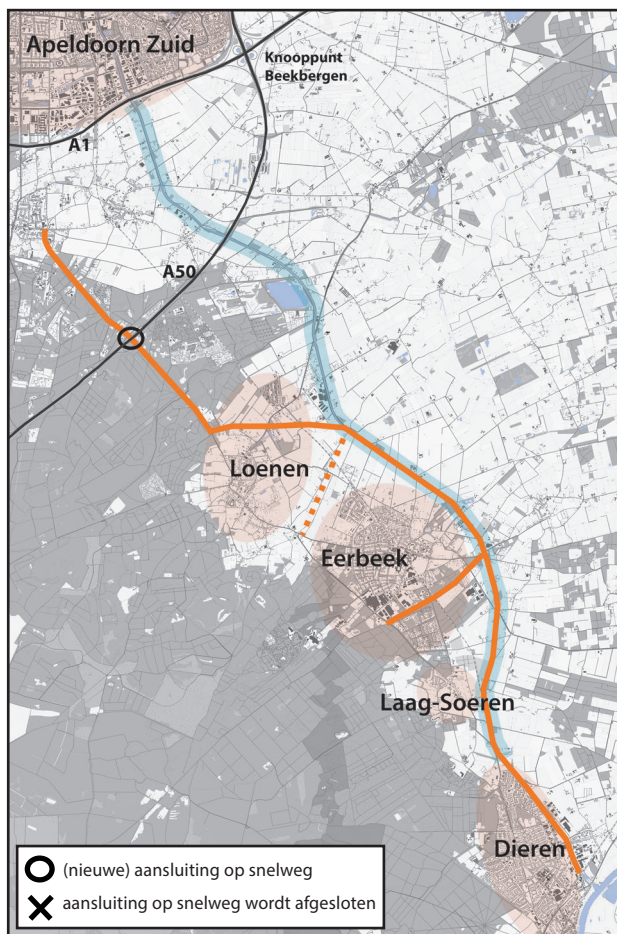 Apeldoorn Zuid
Knooppunt
Beekbergen
A1
A50
Loenen
Eerbeek
Laag-Soeren
Dieren
(nieuwe) aansluiting op snelweg
aansluiting op snelweg wordt afgesloten